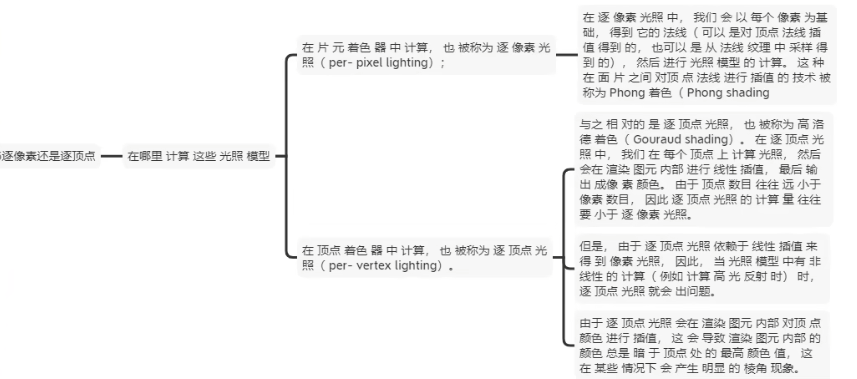 逐像素还是逐顶点
在哪里计算这些光照模型
在片元着色器中计算，也被称为逐像素光
照（per- pixel lighting）；
在逐像素光照中，我们会以每个像素为基
础，得到它的法线（可以是对顶点法线插
值得到的，也可以是从法线纹理中采样得
到的），然后进行光照模型的计算。这种
在面片之间对顶点法线进行插值的技术被
称为 Phong 着色（ Phong shading
在顶点着色器中计算，也被称为逐顶点光
照（ per- vertex lighting）。
与之相对的是逐顶点光照，也被称为高洛
德着色（ Gouraud shading）。在逐顶点光
照中，我们在每个顶点上计算光照，然后
会在渲染图元内部进行线性插值，最后输
出成像素颜色。由于顶点数目往往远小于
像素数目，因此逐顶点光照的计算量往往
要小于逐像素光照。
但是，由于逐顶点光照依赖于线性插值来
得到像素光照，因此，当光照模型中有非
线性的计算（例如计算高光反射时）时，
逐顶点光照就会出问题。
由于逐顶点光照会在渲染图元内部对顶点
颜色进行插值，这会导致渲染图元内部的
颜色总是暗于顶点处的最高颜色值，这
在某些情况下会产生明显的棱角现象。